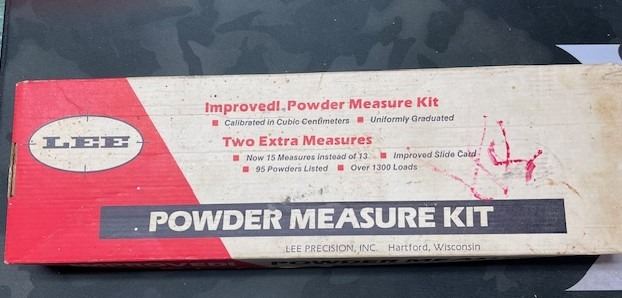 Improved! Powder Measure Kit
■ Calibrated in Cubic Centimeters ■ Uniformly Graduated
LEE
Two Extra Measures
■ Now 15 Measures instead of 13 ■ Improved Slide Card
■ 95 Powders Listed ■ Over 1300 Loads
POWDER MEASURE KIT
LEE PRECISION, INC. Hartford, Wisconsin